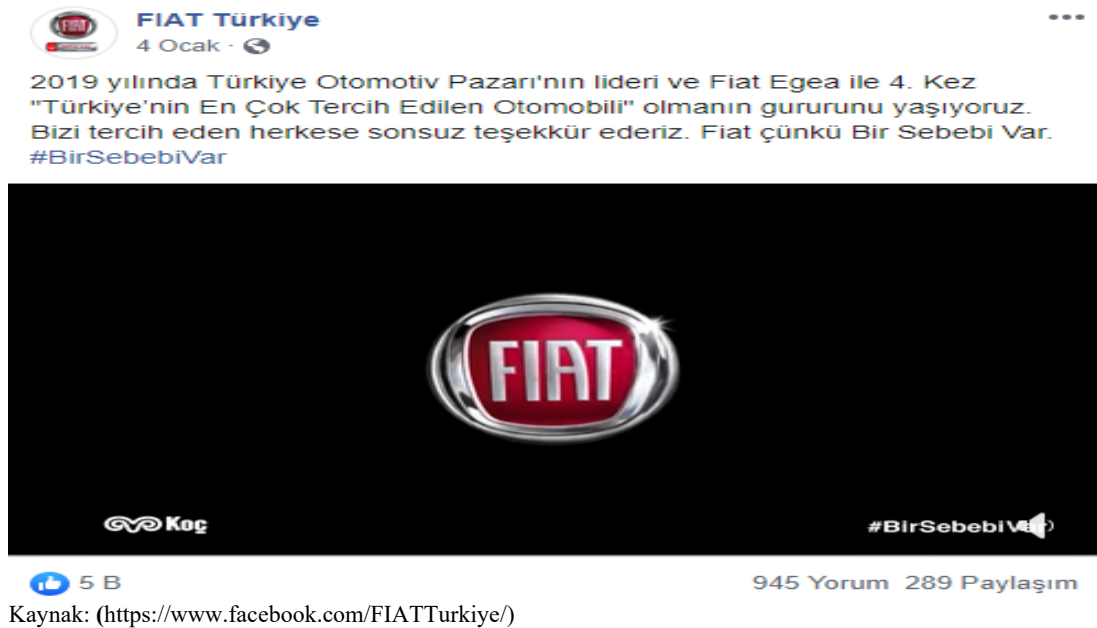 FIAT Türkiye
4 Ocak ·
2019 yılında Türkiye Otomotiv Pazarı'nın lideri ve Fiat Egea ile 4. Kez
"Türkiye'nin En Çok Tercih Edilen Otomobili" olmanın gururunu yaşıyoruz.
Bizi tercih eden herkese sonsuz teşekkür ederiz. Fiat çünkü Bir Sebebi Var.
#BirSebebiVar
FIAT
Koç
#BirSebebiVar
5 B
945 Yorum 289 Paylaşım
Kaynak: (https://www.facebook.com/FIATTurkiye/)